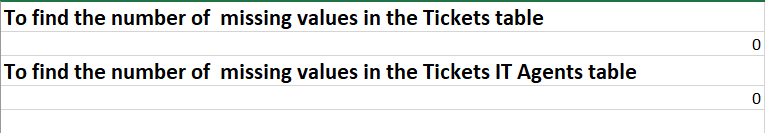 To find the number of  missing values in the Tickets table
0
To find the number of  missing values in the Tickets IT Agents table
0